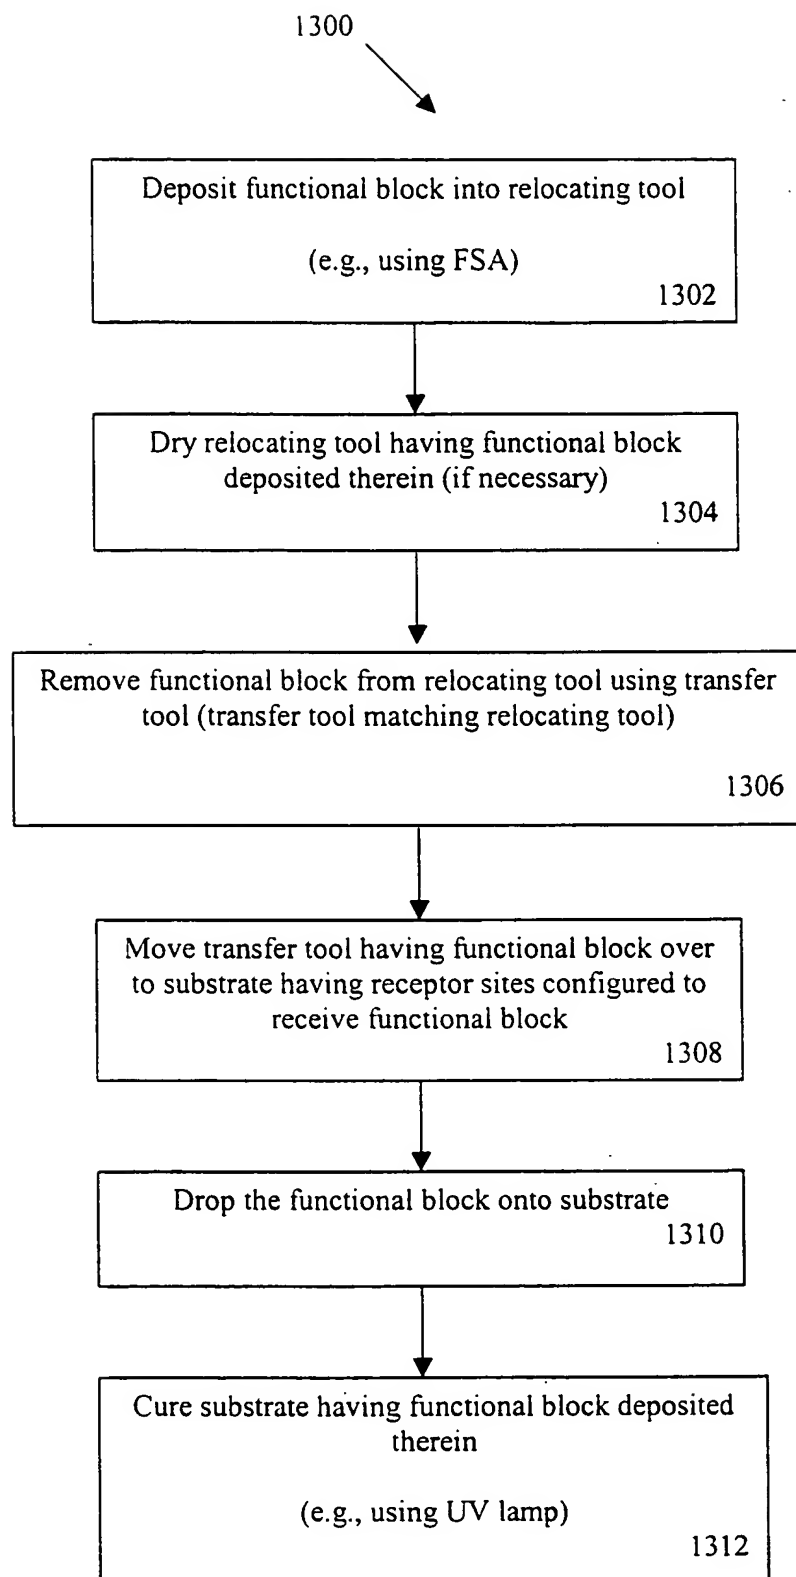 1300
Deposit functional block into relocating tool
(e.g., using FSA)
1302
Dry relocating tool having functional block
deposited therein (if necessary)
1304
Remove functional block from relocating tool using transfer
tool (transfer tool matching relocating tool)
1306
Move transfer tool having functional block over
to substrate having receptor sites configured to
receive functional block
1308
Drop the functional block onto substrate
1310
Cure substrate having functional block deposited
therein
(e.g., using UV lamp)
1312